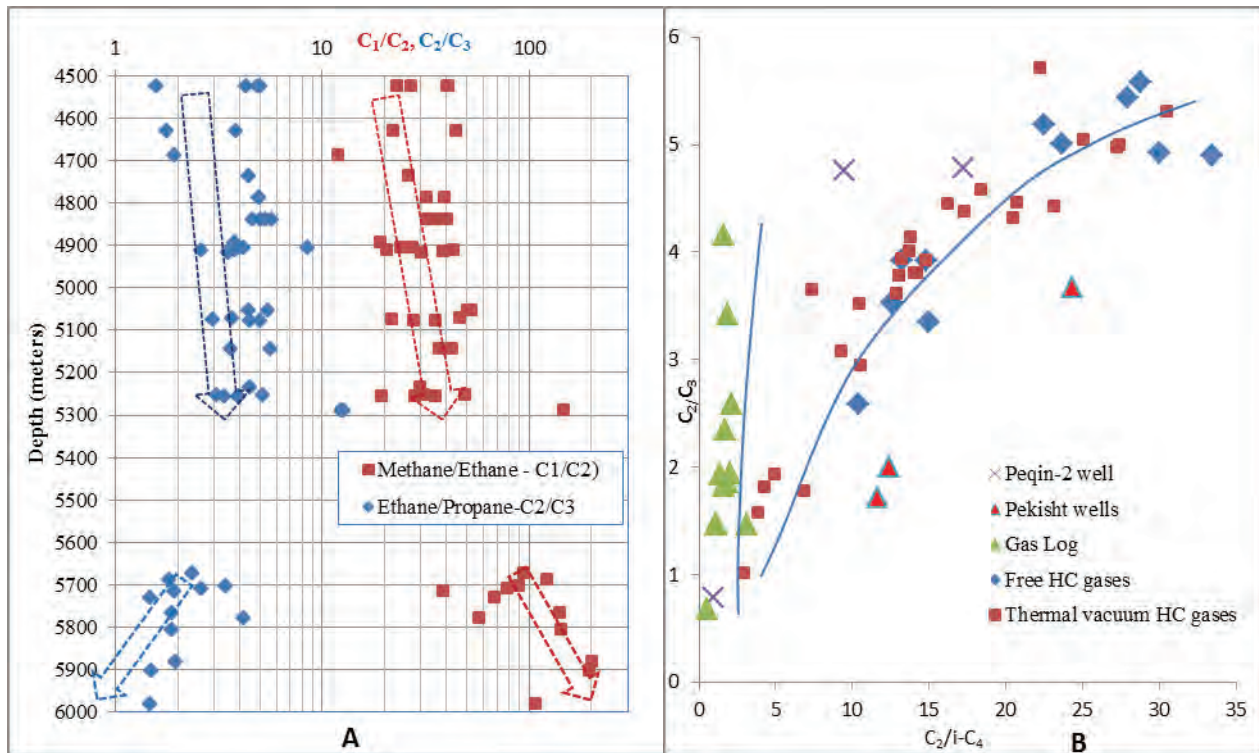 C₁/C₂, C₂/C₃
1 10 100
4500
4600
4700
4800
4900
5000
5100
5200
5300
5400
5500
5600
5700
5800
5900
6000
Depth (meters)
Methane/Ethane - C1/C2)
Ethane/Propane-C2/C3
A
6
5
4
3
2
1
0
C₂/C₃
Peqin-2 well
Pekisht wells
Gas Log
Free HC gases
Thermal vacuum HC gases
0 5 10 15 20 25 30 35
C₂/i-C₄
B